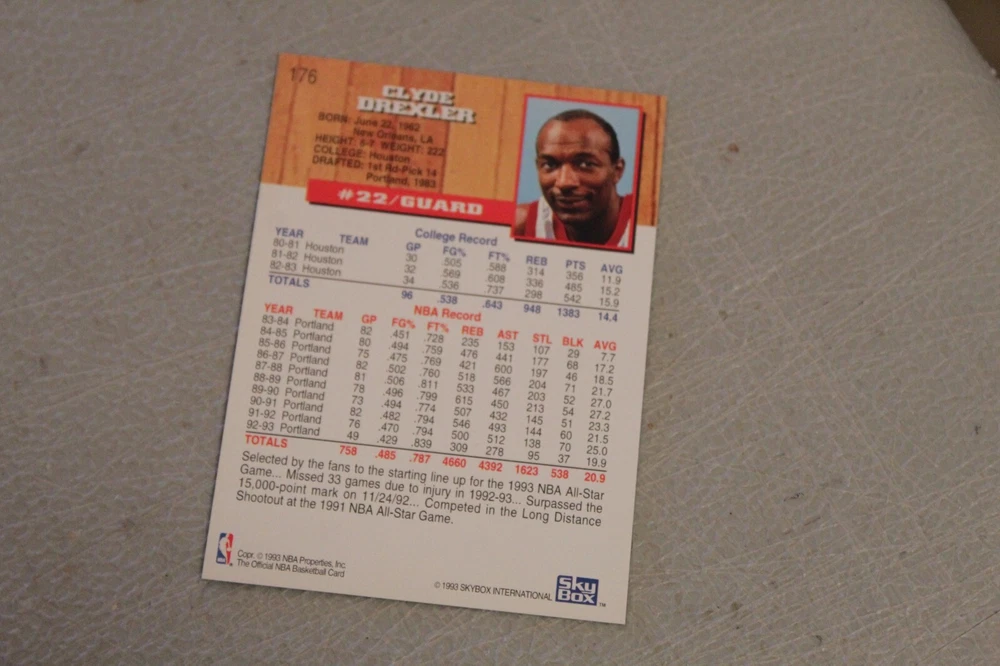 176
CLYDE
DREXLER
BORN: June 22, 1962
New Orleans, LA
HEIGHT: 6-7 WEIGHT: 222
COLLEGE: Houston
DRAFTED: 1st Rd-Pick 14
Portland, 1983
#22/GUARD
College Record
YEAR TEAM GP FG% FT% REB PTS AVG
80-81 Houston 30 .505 .588 314 356 11.9
81-82 Houston 32 .569 .608 336 485 15.2
82-83 Houston 34 .536 .737 298 542 15.9
TOTALS 96 .538 .643 948 1383 14.4
NBA Record
YEAR TEAM GP FG% FT% REB AST STL BLK AVG
83-84 Portland 82 .451 .728 235 153 107 29 7.7
84-85 Portland 80 .494 .759 476 441 177 68 17.2
85-86 Portland 75 .475 .769 421 600 197 46 18.5
86-87 Portland 82 .502 .760 518 566 204 71 21.7
87-88 Portland 81 .506 .811 533 467 203 52 27.0
88-89 Portland 78 .496 .799 615 450 213 54 27.2
89-90 Portland 73 .494 .774 507 432 145 51 23.3
90-91 Portland 82 .482 .794 546 493 144 60 21.5
91-92 Portland 76 .470 .794 500 512 138 70 25.0
92-93 Portland 49 .429 .839 309 278 95 37 19.9
TOTALS 758 .485 .787 4660 4392 1623 538 20.9
Selected by the fans to the starting line up for the 1993 NBA All-Star
Game... Missed 33 games due to injury in 1992-93... Surpassed the
15,000-point mark on 11/24/92... Competed in the Long Distance
Shootout at the 1991 NBA All-Star Game.
NBA
Copr. © 1993 NBA Properties, Inc
The Official NBA Basketball Card
© 1993 SKYBOX INTERNATIONAL
Sky
Box™